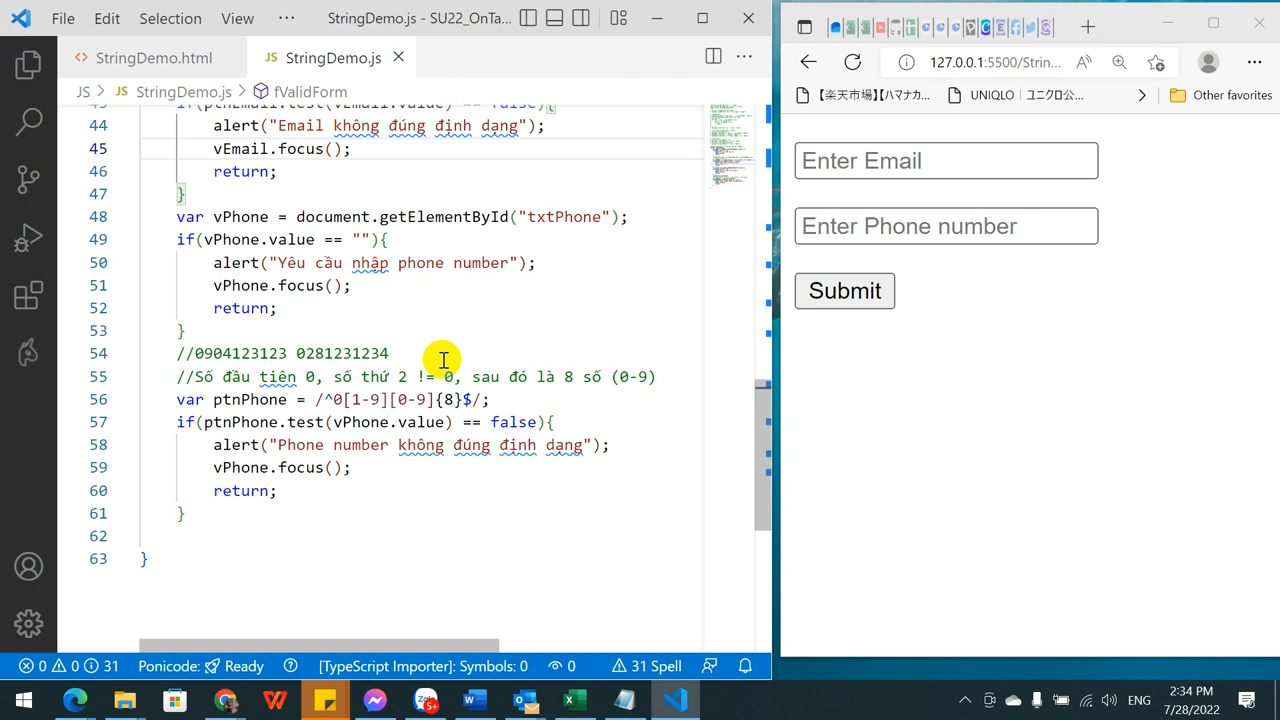 File Edit Selection View ··· StringDemo.js - SU22_OnTa...
StringDemo.html
JS StringDemo.js
JS > JS StringDemo.js > fValidForm
44 alert("Email không đúng định dạng");
45 vEmail.focus();
46 return;
47 }
48 var vPhone = document.getElementById("txtPhone");
49 if(vPhone.value == ""){
50 alert("Yêu cầu nhập phone number");
51 vPhone.focus();
52 return;
53 }
54 //0904123123 0281231234
55 //Số đầu tiên 0, số thứ 2 != 0, sau đó là 8 số (0-9)
56 var ptnPhone = /^0[1-9][0-9]{8}$/;
57 if(ptnPhone.test(vPhone.value) == false){
58 alert("Phone number không đúng định dạng");
59 vPhone.focus();
60 return;
61 }
62
63 }
0 0 31 Ponicode: Ready [TypeScript Importer]: Symbols: 0 0 31 Spell
127.0.0.1:5500/Strin...
UNIQLO | ユニクロ公...
Other favorites
Enter Email
Enter Phone number
Submit
ENG
2:34 PM
7/28/2022